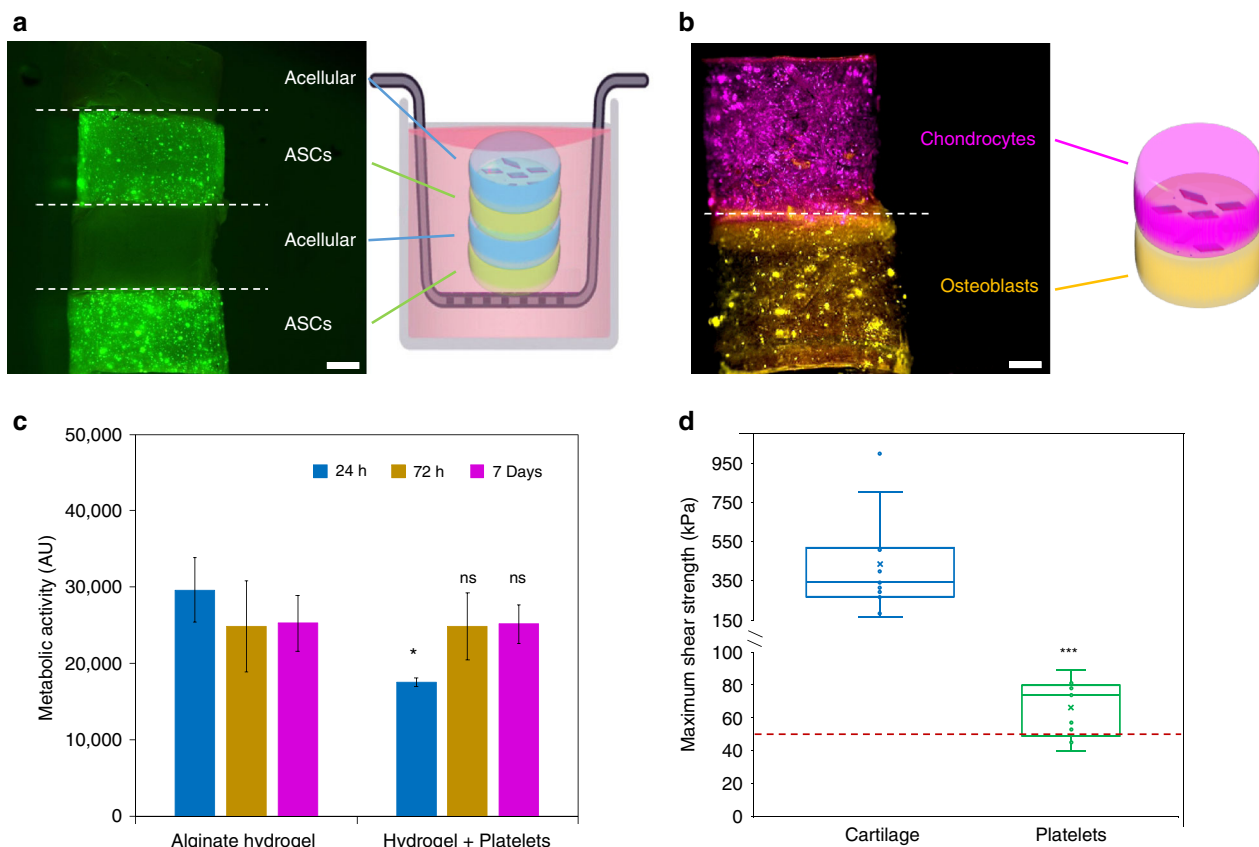 a
Acellular
ASCs
Acellular
ASCs
b
Chondrocytes
Osteoblasts
c
50,000
40,000
30,000
20,000
10,000
0
Metabolic activity (AU)
24 h
72 h
7 Days
*
ns
ns
Alginate hydrogel
Hydrogel + Platelets
d
950
750
550
350
150
100
80
60
40
20
0
Maximum shear strength (kPa)
***
Cartilage
Platelets